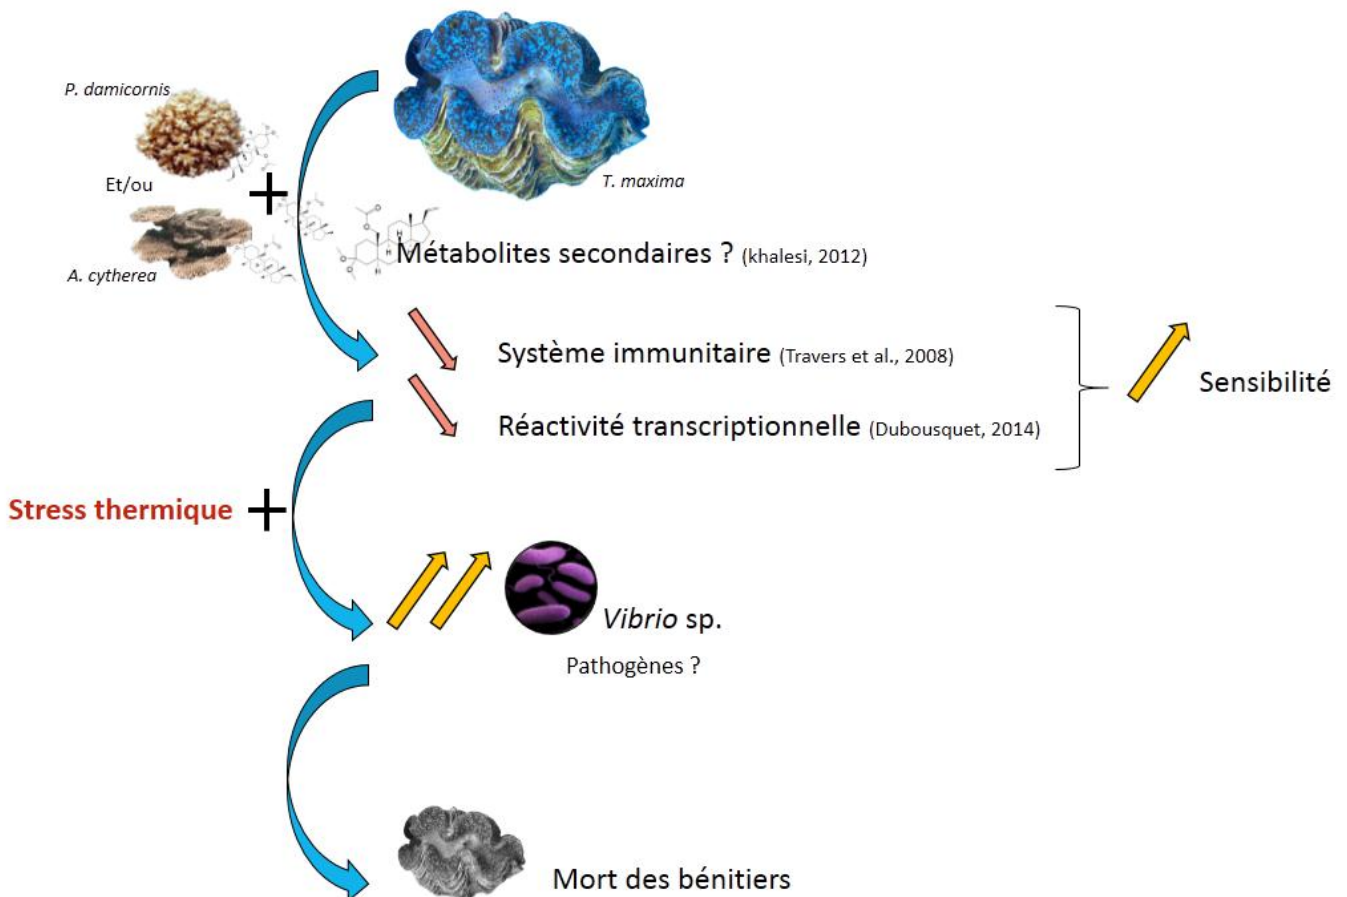 P. damicornis
Et/ou
A. cytherea
T. maxima
Métabolites secondaires ? (khalesi, 2012)
Système immunitaire (Travers et al., 2008)
Réactivité transcriptionnelle (Dubousquet, 2014)
Sensibilité
Stress thermique
Vibrio sp.
Pathogènes ?
Mort des bénitiers